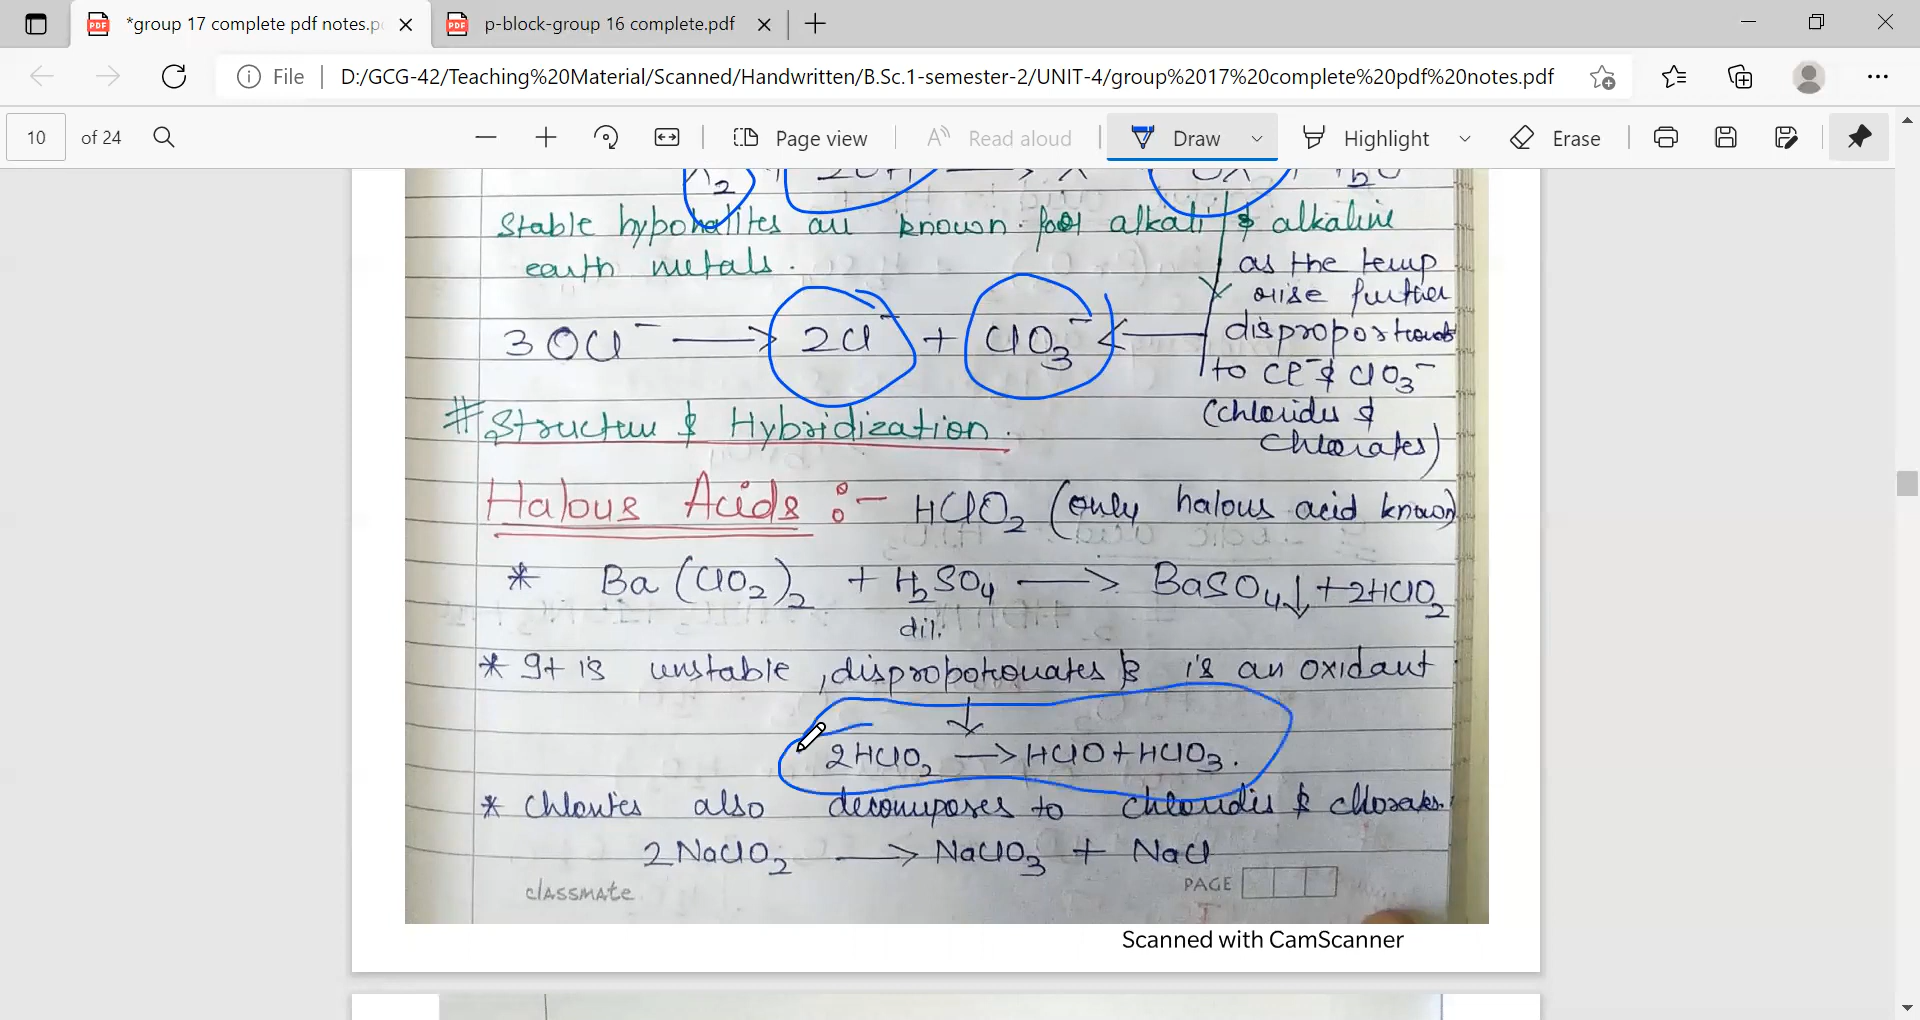 *group 17 complete pdf notes.p
p-block-group 16 complete.pdf
File
D:/GCG-42/Teaching%20Material/Scanned/Handwritten/B.Sc.1-semester-2/UNIT-4/group%2017%20complete%20pdf%20notes.pdf
10 of 24
Page view
Read aloud
Draw
Highlight
Erase
Stable hypohalites are known for alkali & alkaline
earth metals.
as the temp
rise further
disproportionates
to Cl⁻ & ClO₃⁻
(chlorides &
Chlorates)
3 OCl⁻ → 2Cl⁻ + ClO₃⁻
# Structure & Hybridization.
Halous Acids :- HClO₂ (only halous acid known)
* Ba(ClO₂)₂ + H₂SO₄ → BaSO₄↓ + 2HClO₂
dil.
* It is unstable, disproportionates & is an oxidant
2HClO₂ → HClO + HClO₃.
* Chlorites also decomposes to chlorides & chlorates.
2NaClO₂ → NaClO₃ + NaCl
classmate
PAGE
Scanned with CamScanner